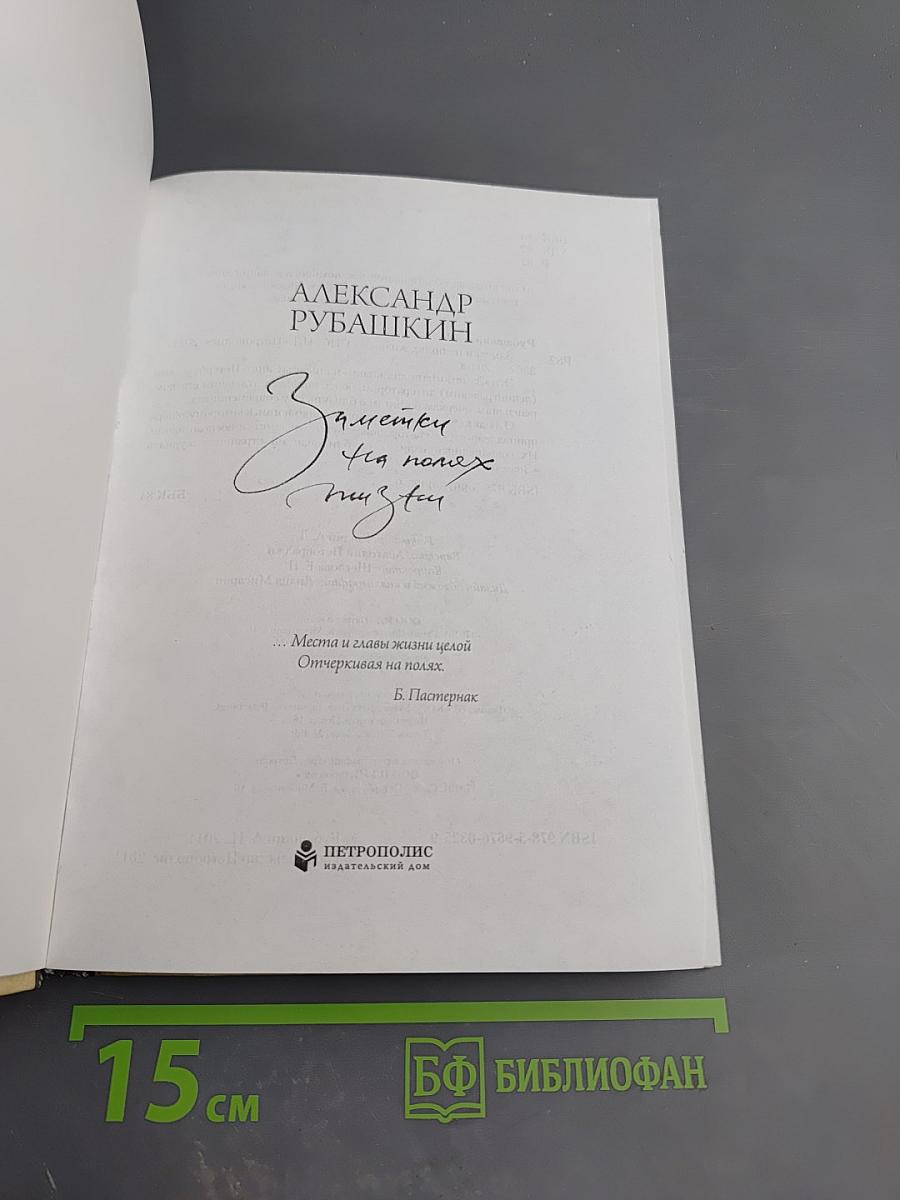 АЛЕКСАНДР
РУБАШКИН
Заметки
на полях
жизни
… Места и главы жизни целой
Отчеркивая на полях.
Б. Пастернак
ПЕТРОПОЛИС
ИЗДАТЕЛЬСКИЙ ДОМ
15 см
БФ БИБЛИОФАН